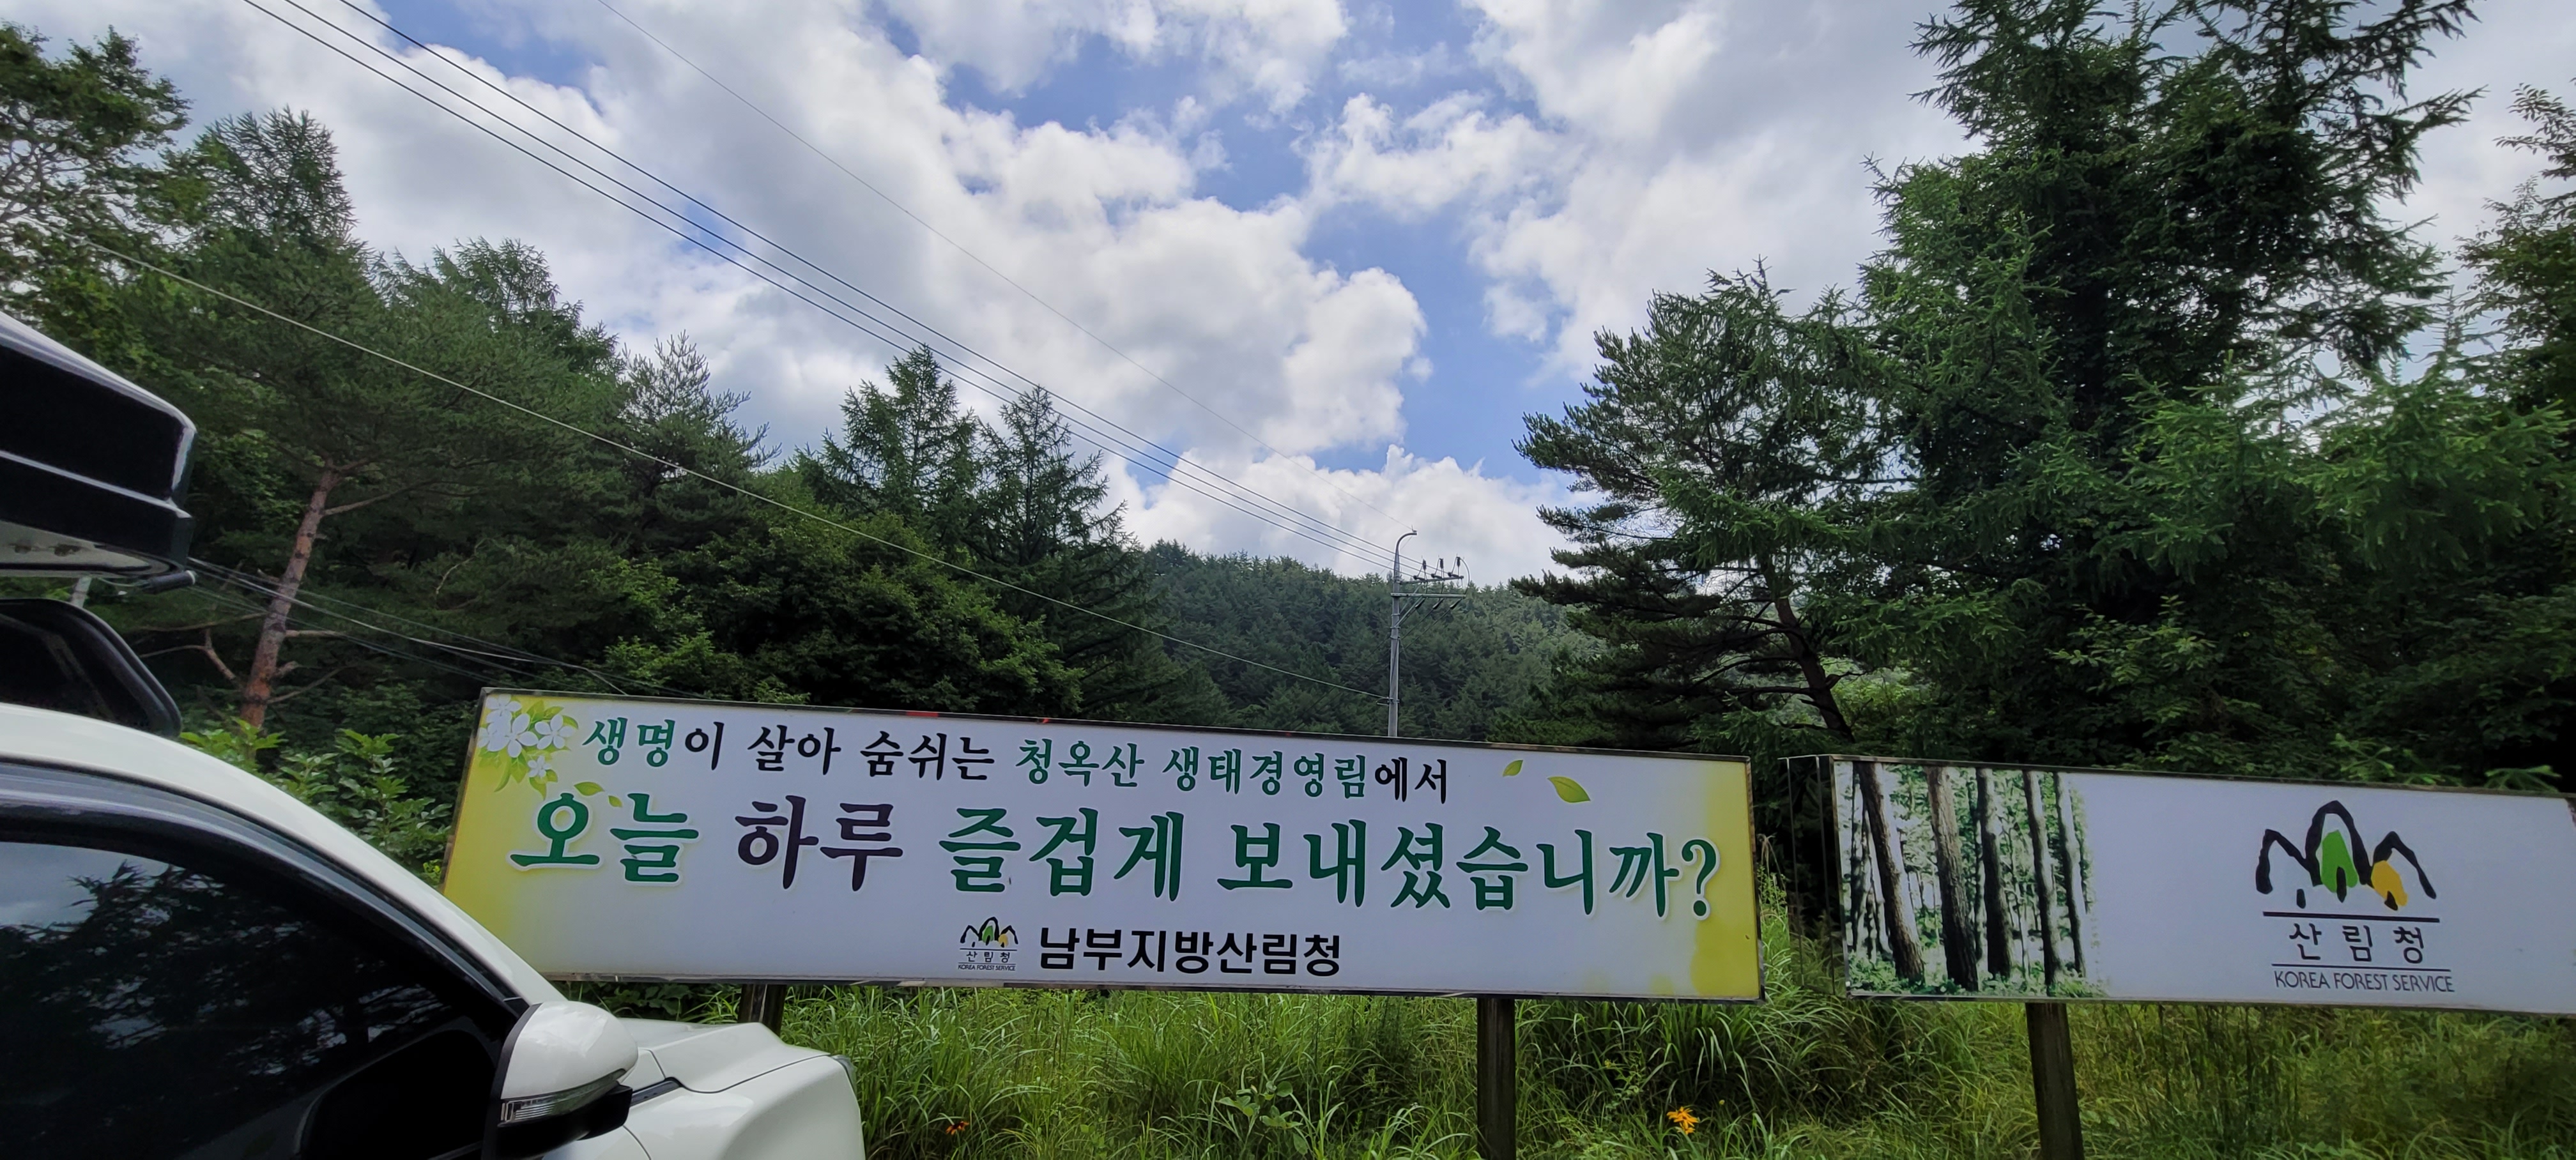 생명이 살아 숨쉬는 청옥산 생태경영림에서
오늘 하루 즐겁게 보내셨습니까?
산림청
KOREA FOREST SERVICE
남부지방산림청
산림청
KOREA FOREST SERVICE